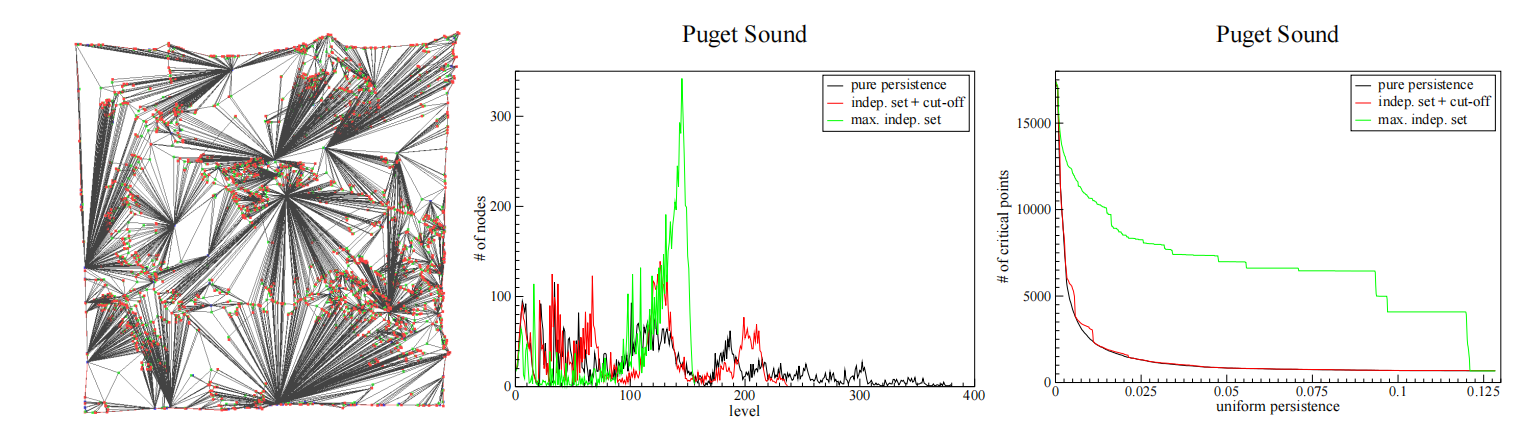 Puget Sound
pure persistence
indep. set + cut-off
max. indep. set
# of nodes
300
200
100
0
0 100 200 300 400
level
Puget Sound
pure persistence
indep. set + cut-off
max. indep. set
# of critical points
15000
10000
5000
0
0 0.025 0.05 0.075 0.1 0.125
uniform persistence